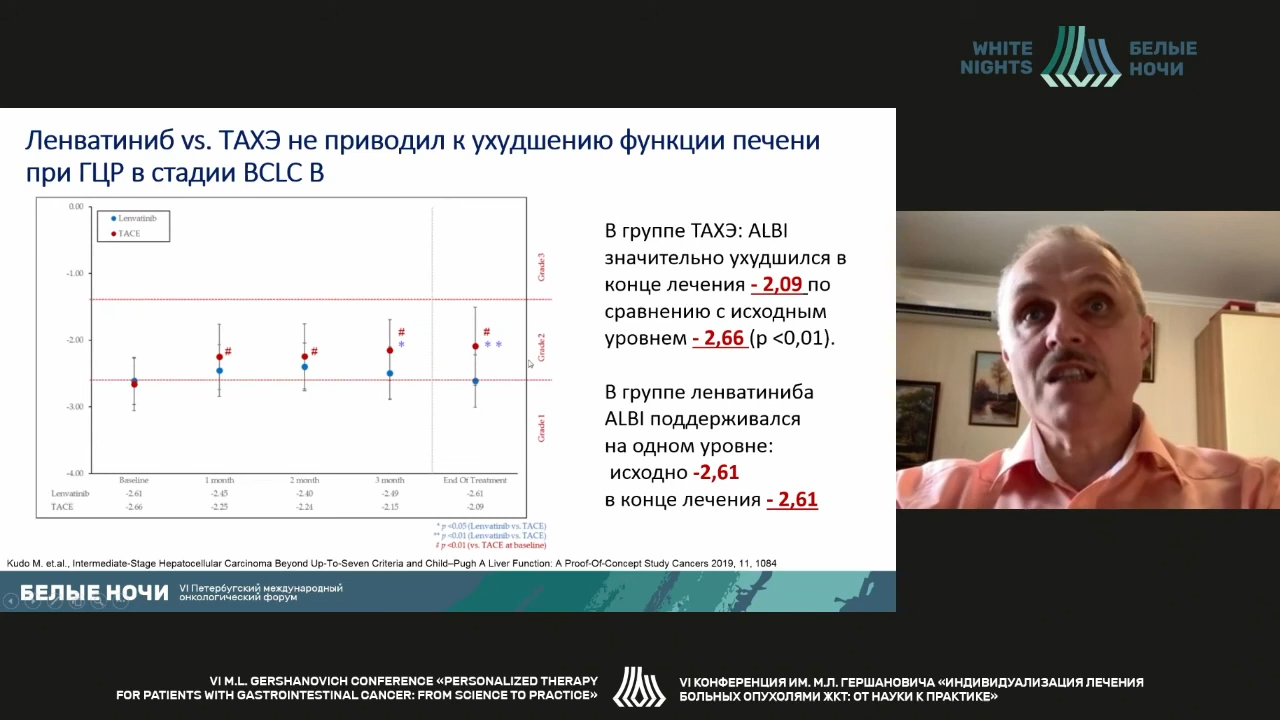 WHITE
NIGHTS
БЕЛЫЕ
НОЧИ
Ленватиниб vs. ТАХЭ не приводил к ухудшению функции печени
при ГЦР в стадии BCLC B
0.00
-1.00
-2.00
-3.00
-4.00
Lenvatinib
TACE
Grade3
Grade 2
Grade1
#
#
#
*
#
* *
Baseline 1 month 2 month 3 month End Of Treatment
Lenvatinib -2.61 -2.45 -2.40 -2.49 -2.61
TACE -2.66 -2.25 -2.24 -2.15 -2.09
* p <0.05 (Lenvatinib vs. TACE)
** p <0.01 (Lenvatinib vs. TACE)
# p <0.01 (vs. TACE at baseline)
В группе ТАХЭ: ALBI
значительно ухудшился в
конце лечения - 2,09 по
сравнению с исходным
уровнем - 2,66 (p <0,01).
В группе ленватиниба
ALBI поддерживался
на одном уровне:
исходно -2,61
в конце лечения - 2,61
Kudo M. et.al., Intermediate-Stage Hepatocellular Carcinoma Beyond Up-To-Seven Criteria and Child–Pugh A Liver Function: A Proof-Of-Concept Study Cancers 2019, 11, 1084
БЕЛЫЕ НОЧИ
VI Петербургский международный
онкологический форум
VI M.L. GERSHANOVICH CONFERENCE «PERSONALIZED THERAPY
FOR PATIENTS WITH GASTROINTESTINAL CANCER: FROM SCIENCE TO PRACTICE»
VI КОНФЕРЕНЦИЯ ИМ. М.Л. ГЕРШАНОВИЧА «ИНДИВИДУАЛИЗАЦИЯ ЛЕЧЕНИЯ
БОЛЬНЫХ ОПУХОЛЯМИ ЖКТ: ОТ НАУКИ К ПРАКТИКЕ»